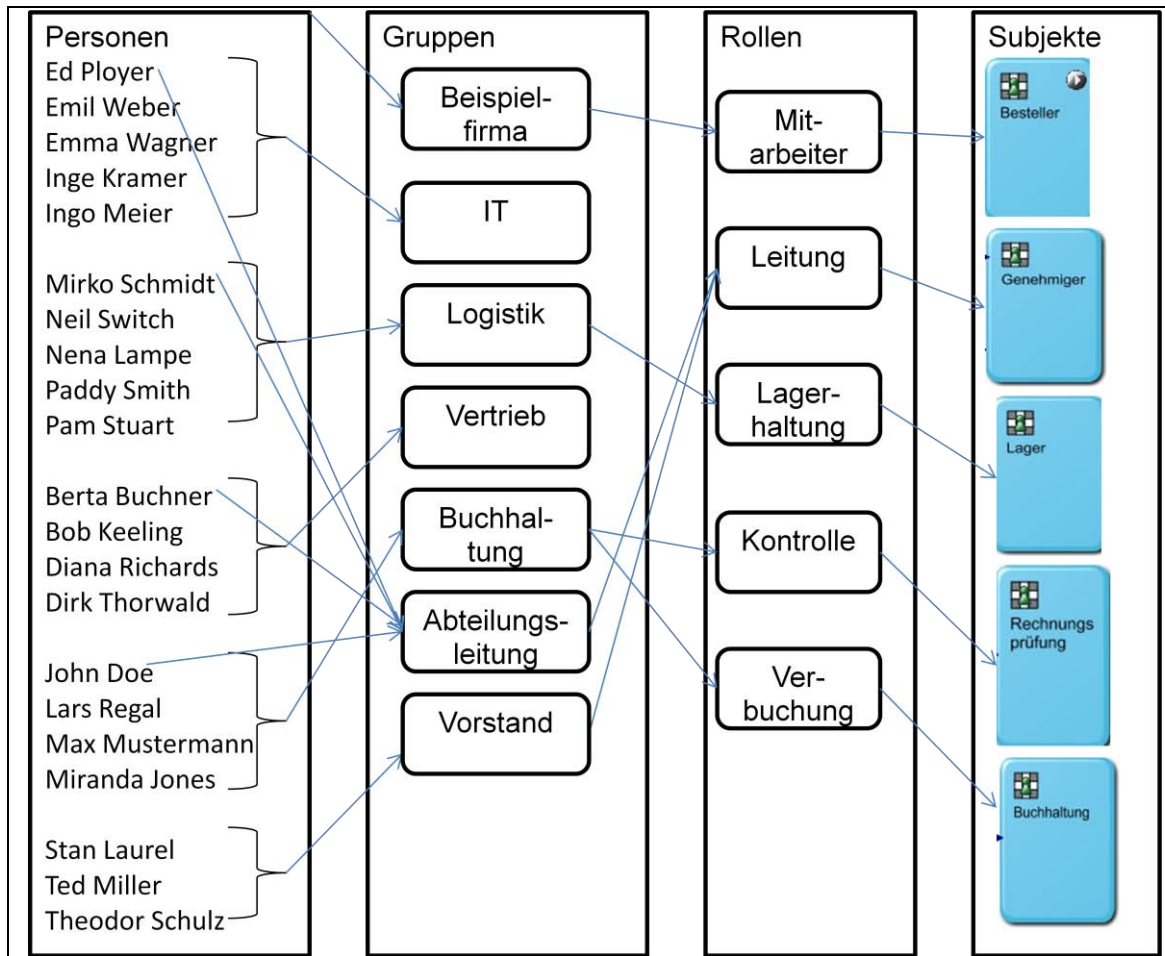 Personen
Ed Ployer
Emil Weber
Emma Wagner
Inge Kramer
Ingo Meier
Mirko Schmidt
Neil Switch
Nena Lampe
Paddy Smith
Pam Stuart
Berta Buchner
Bob Keeling
Diana Richards
Dirk Thorwald
John Doe
Lars Regal
Max Mustermann
Miranda Jones
Stan Laurel
Ted Miller
Theodor Schulz
Gruppen
Beispiel-
firma
IT
Logistik
Vertrieb
Buchhal-
tung
Abteilungs-
leitung
Vorstand
Rollen
Mit-
arbeiter
Leitung
Lager-
haltung
Kontrolle
Ver-
buchung
Subjekte
Besteller
Genehmiger
Lager
Rechnungs
prüfung
Buchhaltung